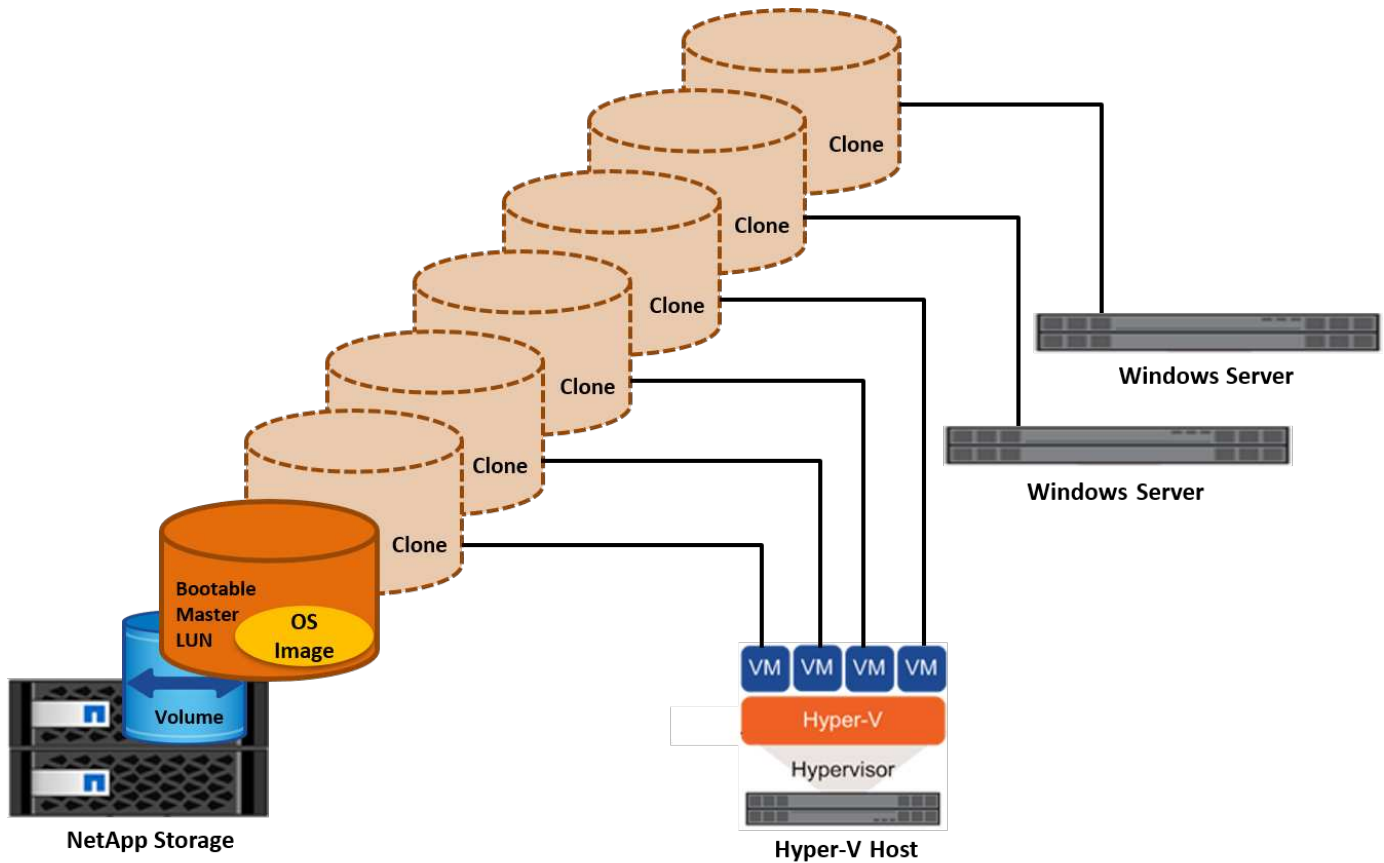 Clone
Clone
Clone
Windows Server
Clone
Clone
Windows Server
Clone
Bootable
Master
LUN
OS
Image
VM VM VM VM
Volume
Hyper-V
Hypervisor
NetApp Storage
Hyper-V Host